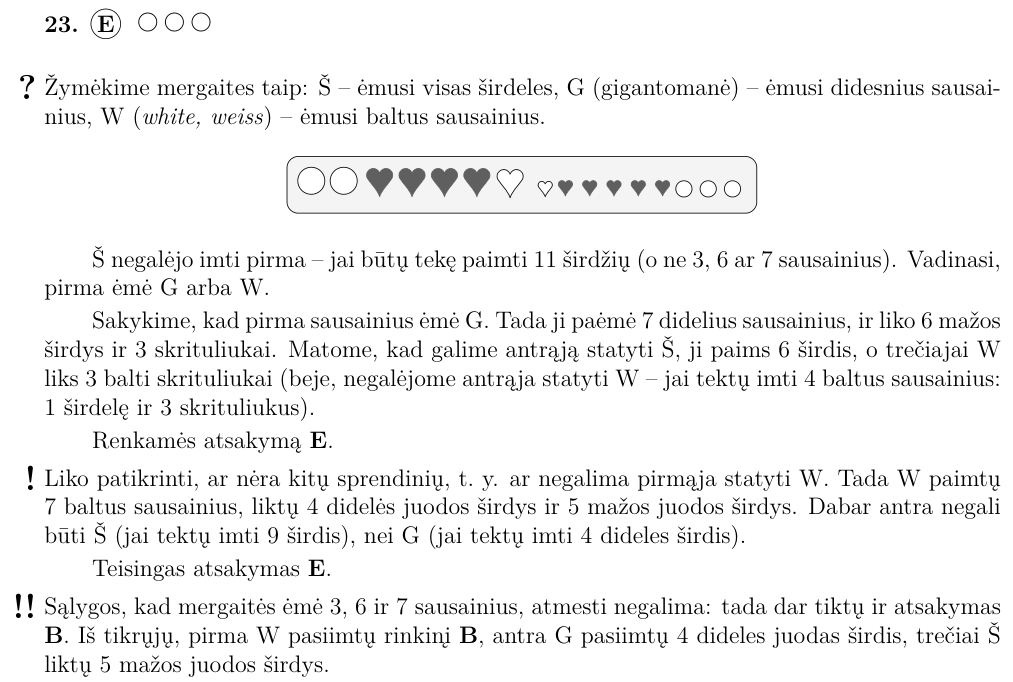 23. E ○ ○ ○
? Žymėkime mergaites taip: Š – ėmusi visas širdeles, G (gigantomanė) – ėmusi didesnius sausai-
nius, W (white, weiss) – ėmusi baltus sausainius.
Š negalėjo imti pirma – jai būtų tekę paimti 11 širdžių (o ne 3, 6 ar 7 sausainius). Vadinasi,
pirma ėmė G arba W.
Sakykime, kad pirma sausainius ėmė G. Tada ji paėmė 7 didelius sausainius, ir liko 6 mažos
širdys ir 3 skrituliukai. Matome, kad galime antrąją statyti Š, ji paims 6 širdis, o trečiajai W
liks 3 balti skrituliukai (beje, negalėjome antrąja statyti W – jai tektų imti 4 baltus sausainius:
1 širdelę ir 3 skrituliukus).
Renkamės atsakymą E.
! Liko patikrinti, ar nėra kitų sprendinių, t. y. ar negalima pirmąja statyti W. Tada W paimtų
7 baltus sausainius, liktų 4 didelės juodos širdys ir 5 mažos juodos širdys. Dabar antra negali
būti Š (jai tektų imti 9 širdis), nei G (jai tektų imti 4 dideles širdis).
Teisingas atsakymas E.
!! Sąlygos, kad mergaitės ėmė 3, 6 ir 7 sausainius, atmesti negalima: tada dar tiktų ir atsakymas
B. Iš tikrųjų, pirma W pasiimtų rinkinį B, antra G pasiimtų 4 dideles juodas širdis, trečiai Š
liktų 5 mažos juodos širdys.